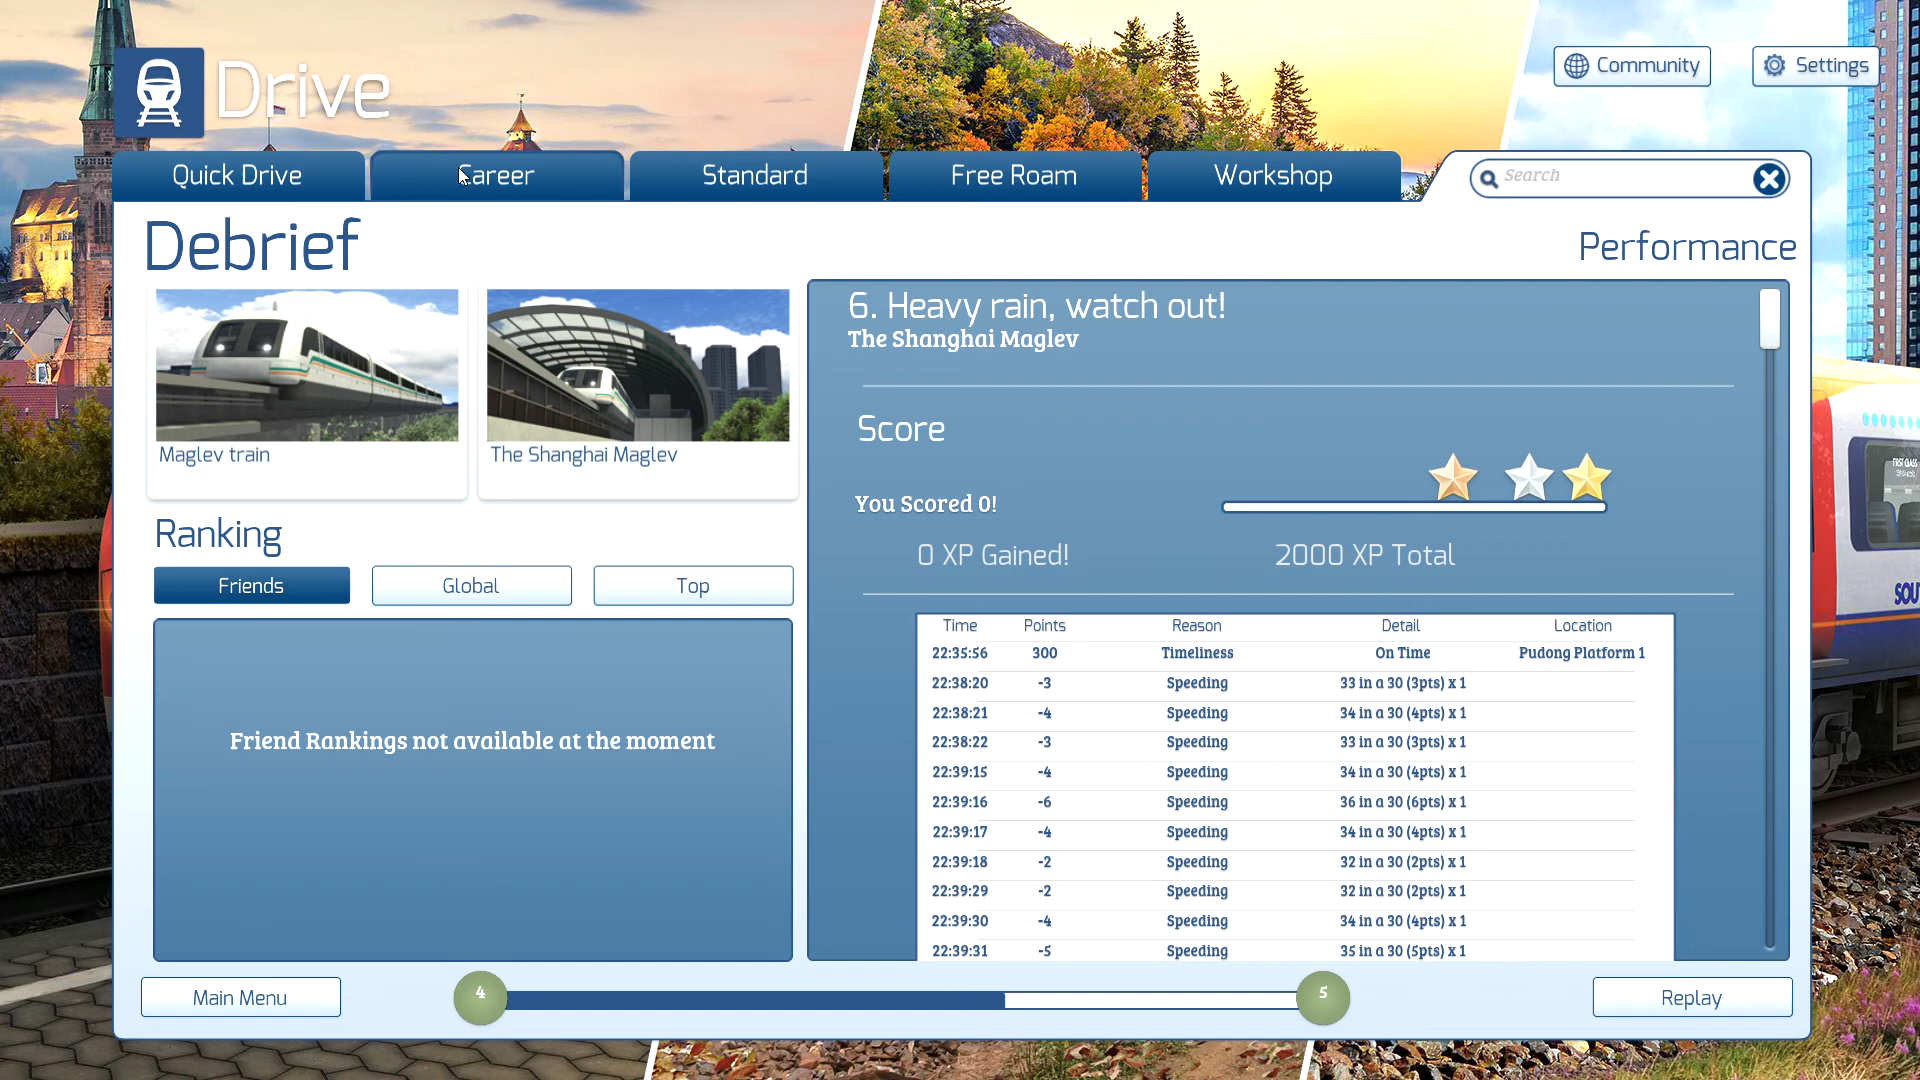 Drive
Community
Settings
Quick Drive
Career
Standard
Free Roam
Workshop
Search
Debrief
Performance
Maglev train
The Shanghai Maglev
Ranking
Friends
Global
Top
Friend Rankings not available at the moment
6. Heavy rain, watch out!
The Shanghai Maglev
Score
You Scored 0!
0 XP Gained!
2000 XP Total
Time Points Reason Detail Location
22:35:56 300 Timeliness On Time Pudong Platform 1
22:38:20 -3 Speeding 33 in a 30 (3pts) x 1
22:38:21 -4 Speeding 34 in a 30 (4pts) x 1
22:38:22 -3 Speeding 33 in a 30 (3pts) x 1
22:39:15 -4 Speeding 34 in a 30 (4pts) x 1
22:39:16 -6 Speeding 36 in a 30 (6pts) x 1
22:39:17 -4 Speeding 34 in a 30 (4pts) x 1
22:39:18 -2 Speeding 32 in a 30 (2pts) x 1
22:39:29 -2 Speeding 32 in a 30 (2pts) x 1
22:39:30 -4 Speeding 34 in a 30 (4pts) x 1
22:39:31 -5 Speeding 35 in a 30 (5pts) x 1
Main Menu
4
5
Replay
FIRST CLASS
SOU